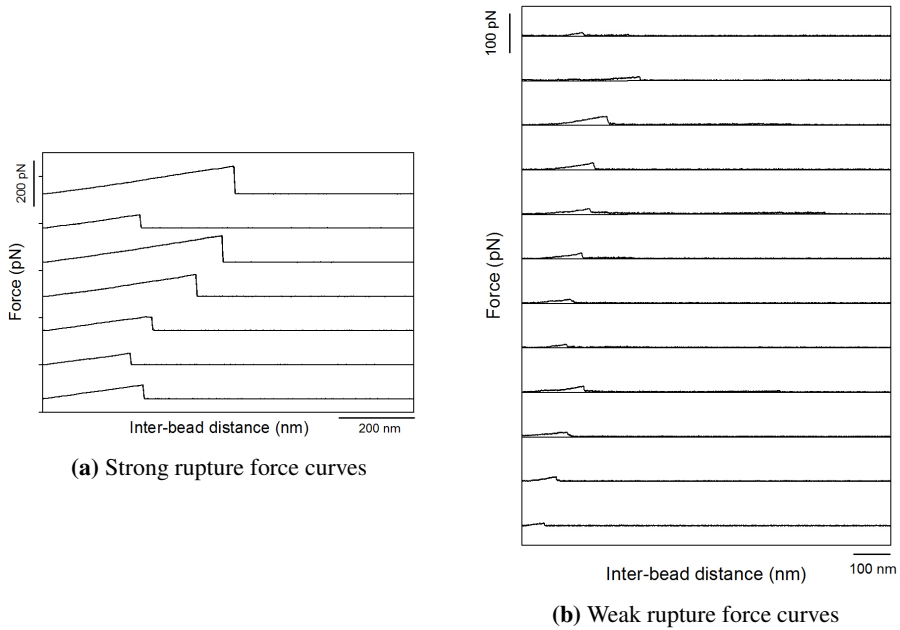 200 pN
Force (pN)
Inter-bead distance (nm)
200 nm
(a) Strong rupture force curves
100 pN
Force (pN)
100 nm
Inter-bead distance (nm)
(b) Weak rupture force curves